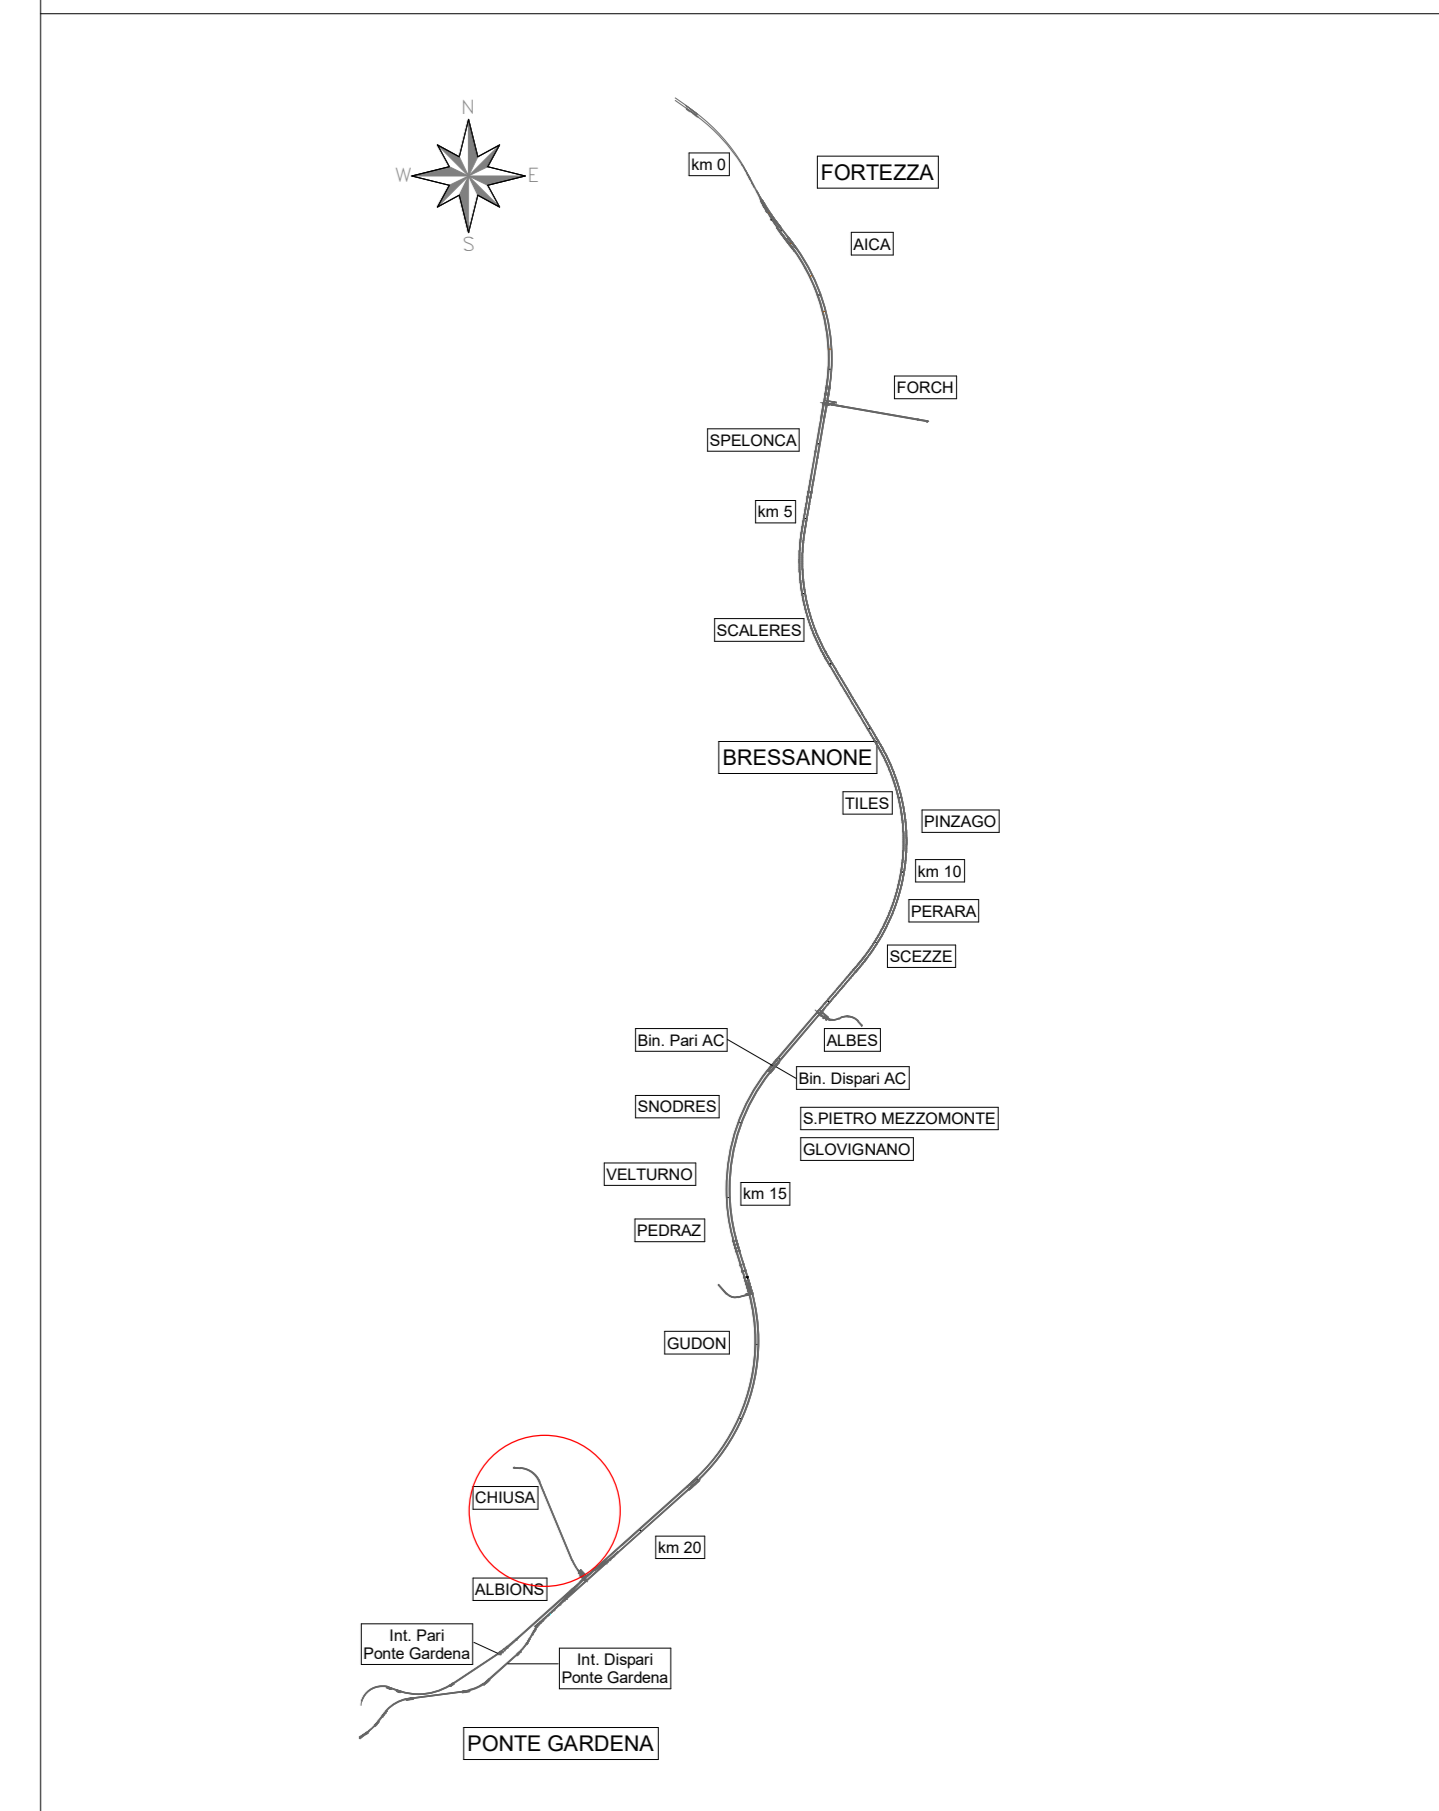 N
W
E
S
km 0
FORTEZZA
AICA
FORCH
SPELONCA
km 5
SCALERES
BRESSANONE
TILES
PINZAGO
km 10
PERARA
SCEZZE
Bin. Pari AC
ALBES
Bin. Dispari AC
SNODRES
S.PIETRO MEZZOMONTE
GLOVIGNANO
VELTURNO
km 15
PEDRAZ
GUDON
CHIUSA
km 20
ALBIONS
Int. Pari
Ponte Gardena
Int. Dispari
Ponte Gardena
PONTE GARDENA